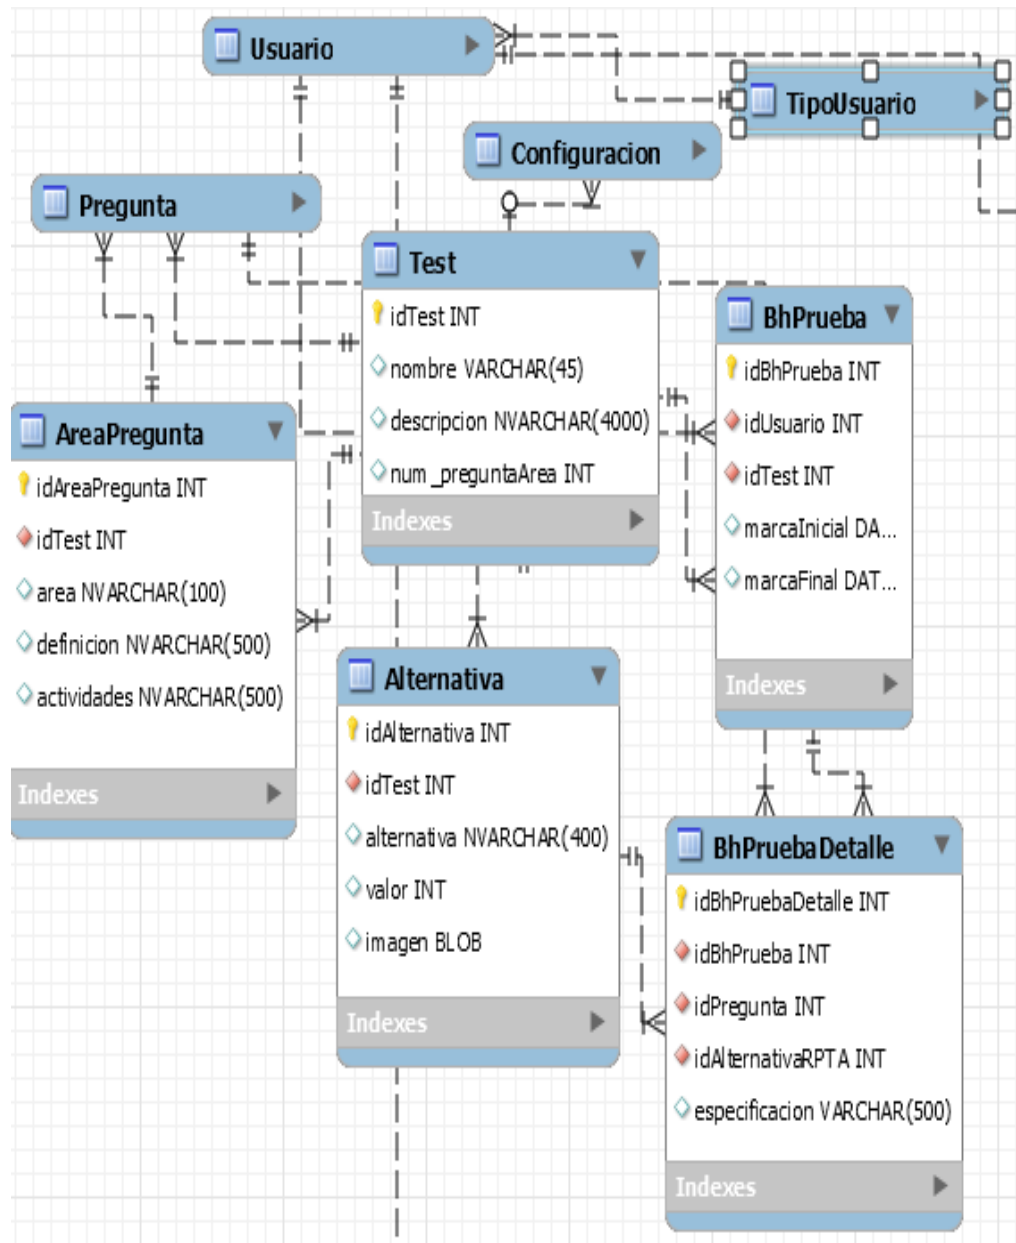 Usuario
TipoUsuario
Configuracion
Pregunta
Test
idTest INT
nombre VARCHAR(45)
descripcion NVARCHAR(4000)
num_preguntaArea INT
Indexes
BhPrueba
idBhPrueba INT
idUsuario INT
idTest INT
marcaInicial DA...
marcaFinal DAT...
Indexes
AreaPregunta
idAreaPregunta INT
idTest INT
area NVARCHAR(100)
definicion NVARCHAR(500)
actividades NVARCHAR(500)
Indexes
Alternativa
idAlternativa INT
idTest INT
alternativa NVARCHAR(400)
valor INT
imagen BLOB
Indexes
BhPruebaDetalle
idBhPruebaDetalle INT
idBhPrueba INT
idPregunta INT
idAlternativaRPTA INT
especificacion VARCHAR(500)
Indexes